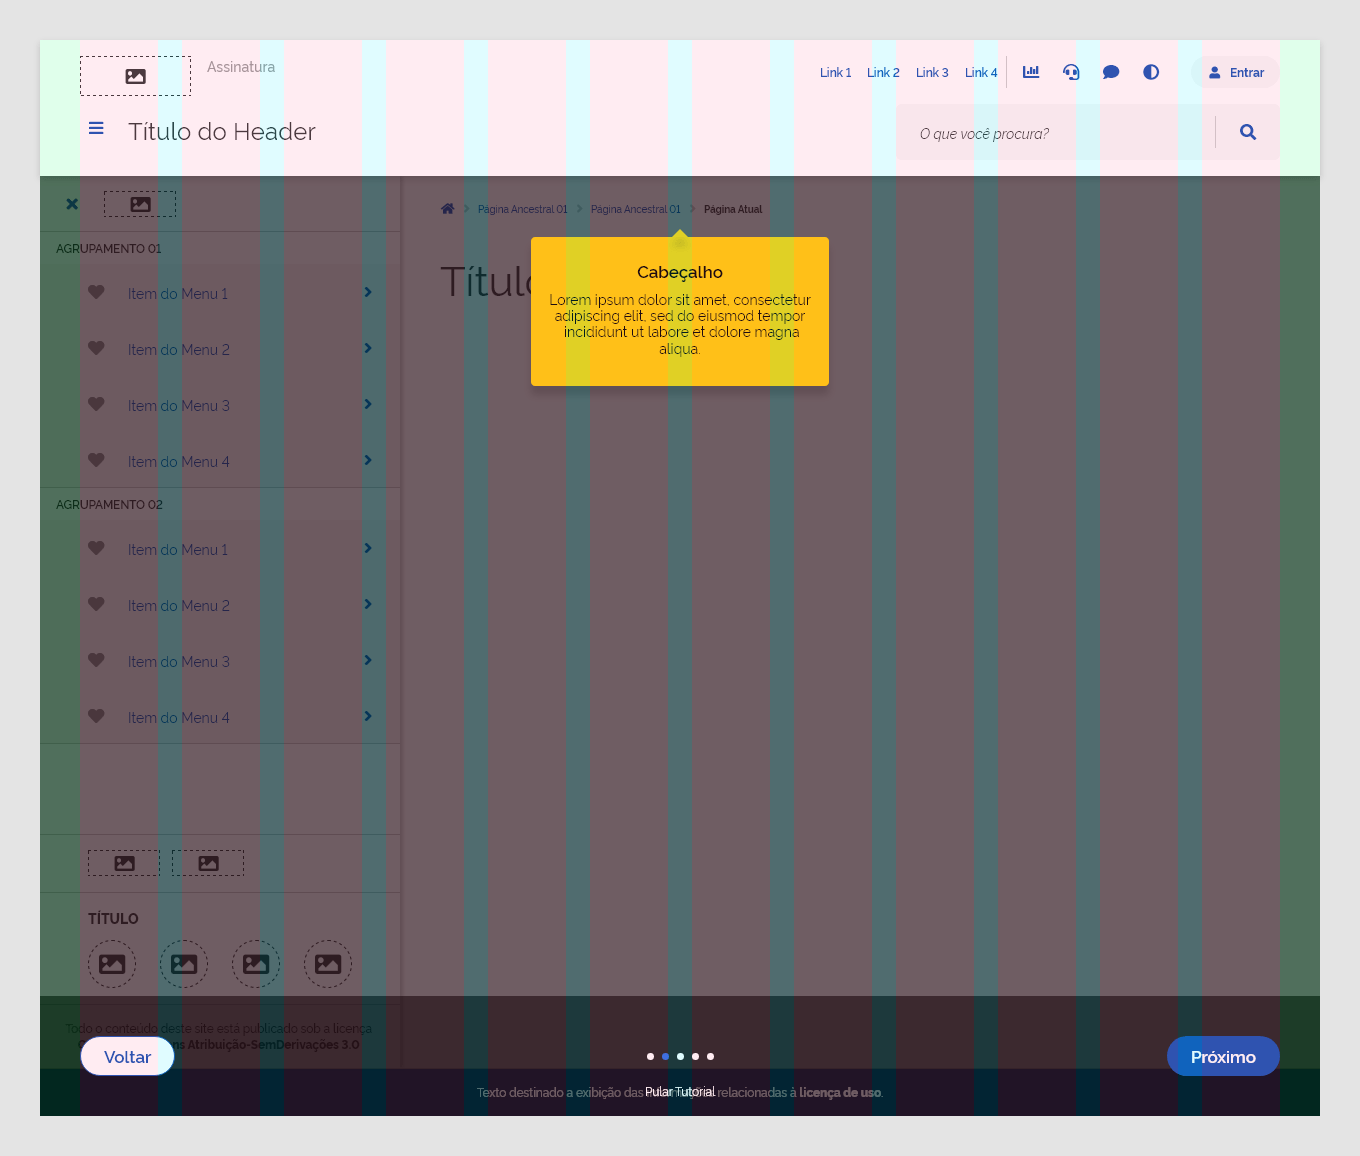 Assinatura
Link 1 Link 2 Link 3 Link 4 Entrar
Título do Header
O que você procura?
Página Ancestral 01 Página Ancestral 01 Página Atual
AGRUPAMENTO 01
Item do Menu 1
Item do Menu 2
Item do Menu 3
Item do Menu 4
AGRUPAMENTO 02
Item do Menu 1
Item do Menu 2
Item do Menu 3
Item do Menu 4
TÍTULO
Todo o conteúdo deste site está publicado sob a licença
Atribuição-SemDerivações 3.0
Cabeçalho
Lorem ipsum dolor sit amet, consectetur
adipiscing elit, sed do eiusmod tempor
incididunt ut labore et dolore magna
aliqua.
Voltar
Próximo
Pular Tutorial
Texto destinado a exibição das relacionadas à licença de uso.